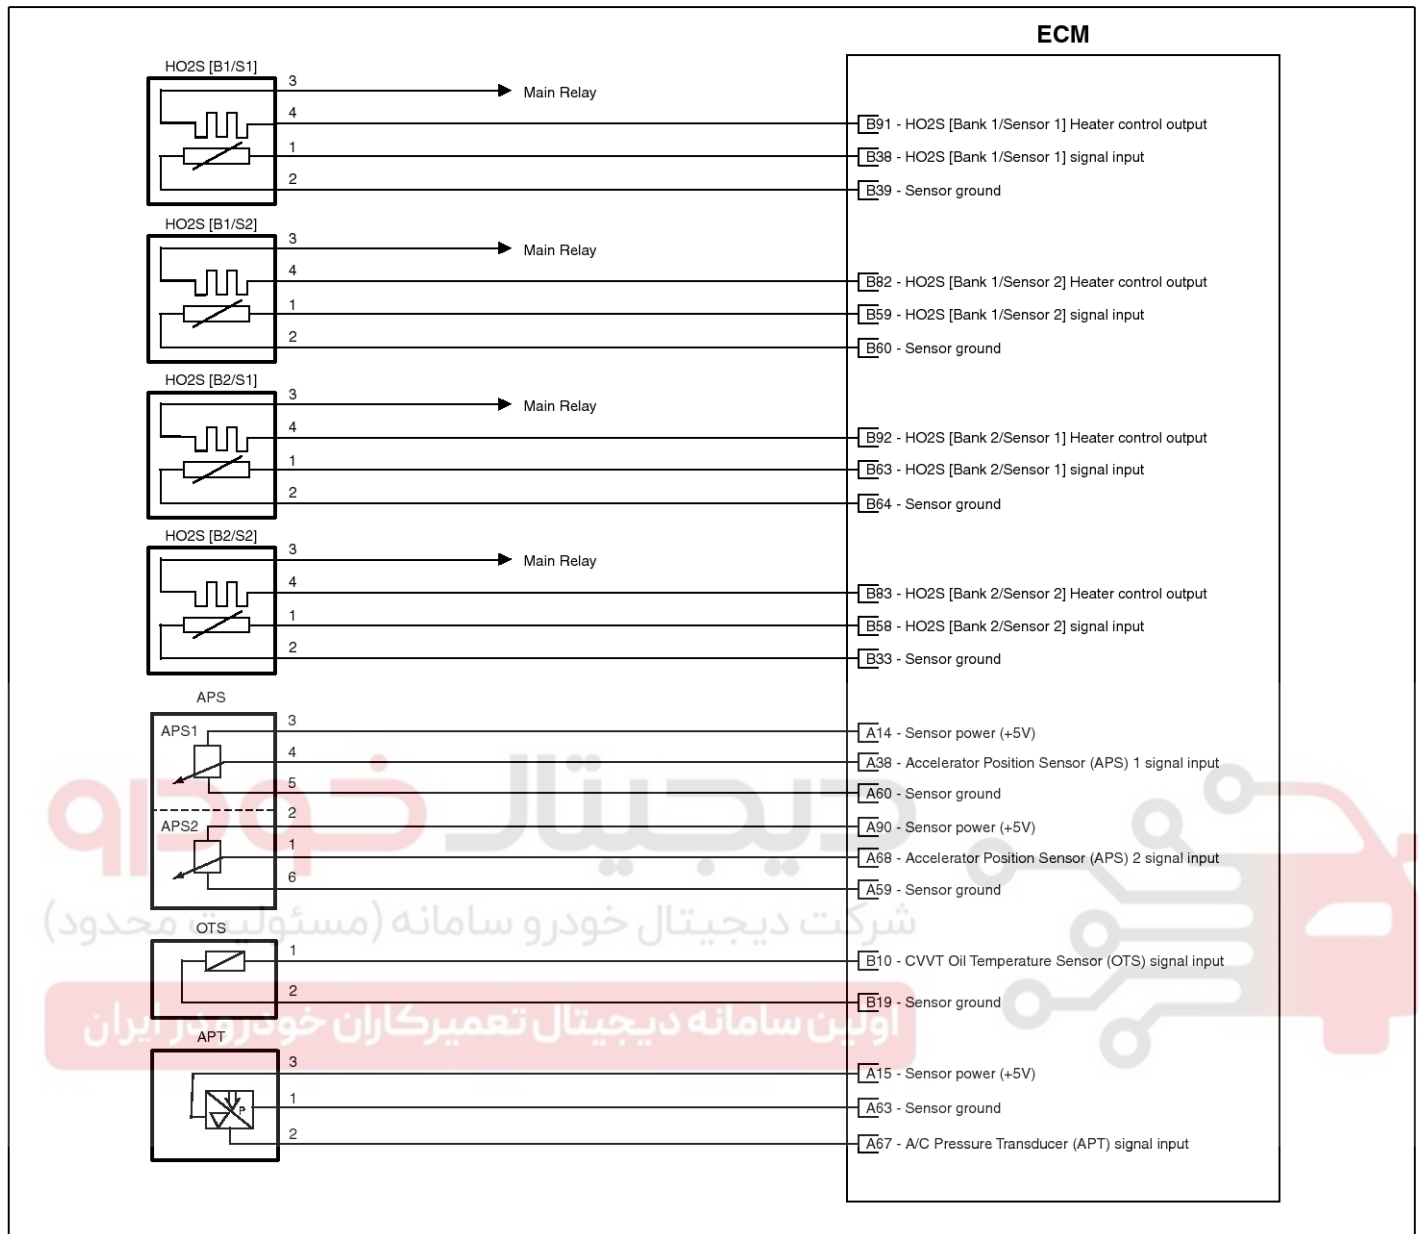 ECM
HO2S [B1/S1]
3
Main Relay
4
B91 - HO2S [Bank 1/Sensor 1] Heater control output
1
B38 - HO2S [Bank 1/Sensor 1] signal input
2
B39 - Sensor ground
HO2S [B1/S2]
3
Main Relay
4
B82 - HO2S [Bank 1/Sensor 2] Heater control output
1
B59 - HO2S [Bank 1/Sensor 2] signal input
2
B60 - Sensor ground
HO2S [B2/S1]
3
Main Relay
4
B92 - HO2S [Bank 2/Sensor 1] Heater control output
1
B63 - HO2S [Bank 2/Sensor 1] signal input
2
B64 - Sensor ground
HO2S [B2/S2]
3
Main Relay
4
B83 - HO2S [Bank 2/Sensor 2] Heater control output
1
B58 - HO2S [Bank 2/Sensor 2] signal input
2
B33 - Sensor ground
APS
APS1
3
A14 - Sensor power (+5V)
4
A38 - Accelerator Position Sensor (APS) 1 signal input
5
A60 - Sensor ground
دیجیتال خودرو
APS2
2
A90 - Sensor power (+5V)
1
A68 - Accelerator Position Sensor (APS) 2 signal input
6
A59 - Sensor ground
شرکت دیجیتال خودرو سامانه (مسئولیت محدود)
OTS
1
B10 - CVVT Oil Temperature Sensor (OTS) signal input
2
B19 - Sensor ground
اولین سامانه دیجیتال تعمیرکاران خودرو در ایران
APT
3
A15 - Sensor power (+5V)
P
1
A63 - Sensor ground
2
A67 - A/C Pressure Transducer (APT) signal input